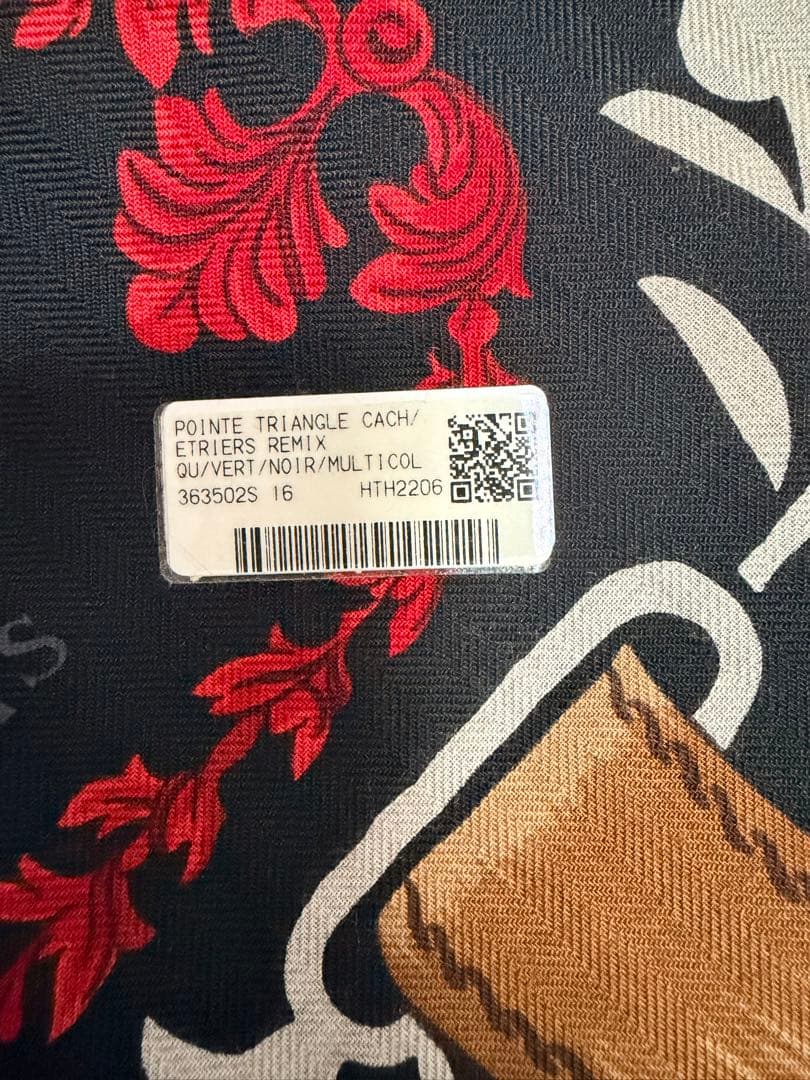 POINTE TRIANGLE CACH/
ETRIERS REMIX
QU/VERT/NOIR/MULTICOL
363502S 16 HTH2206